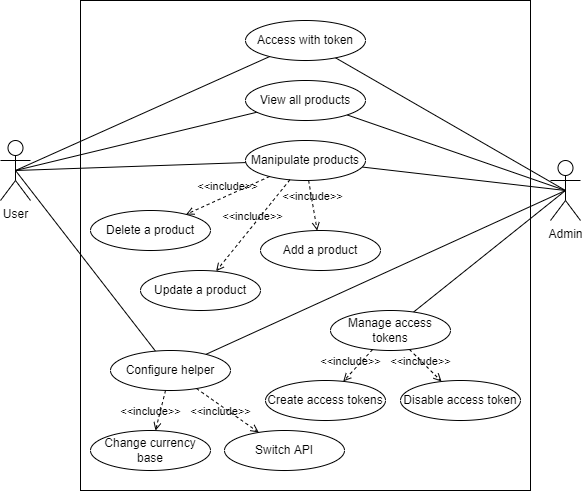 Access with token
View all products
Manipulate products
<<include>>
<<include>>
<<include>>
User
Admin
Delete a product
Add a product
Update a product
Manage access
tokens
<<include>>
<<include>>
Configure helper
Create access tokens
Disable access token
<<include>>
<<include>>
Change currency
base
Switch API